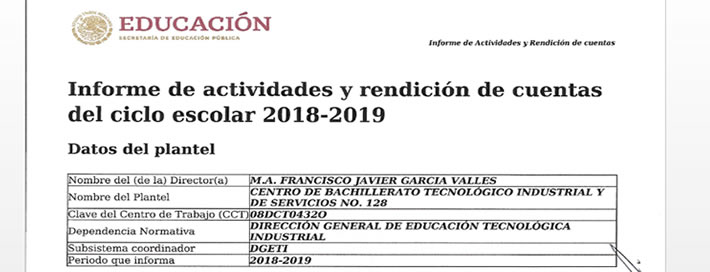 EDUCACIÓN
SECRETARÍA DE EDUCACIÓN PÚBLICA
Informe de Actividades y Rendición de cuentas
Informe de actividades y rendición de cuentas
del ciclo escolar 2018-2019
Datos del plantel
Nombre del (de la) Director(a) M.A. FRANCISCO JAVIER GARCIA VALLES
Nombre del Plantel CENTRO DE BACHILLERATO TECNOLÓGICO INDUSTRIAL Y
DE SERVICIOS NO. 128
Clave del Centro de Trabajo (CCT) 08DCT0432O
Dependencia Normativa DIRECCIÓN GENERAL DE EDUCACIÓN TECNOLÓGICA
INDUSTRIAL
Subsistema coordinador DGETI
Periodo que informa 2018-2019